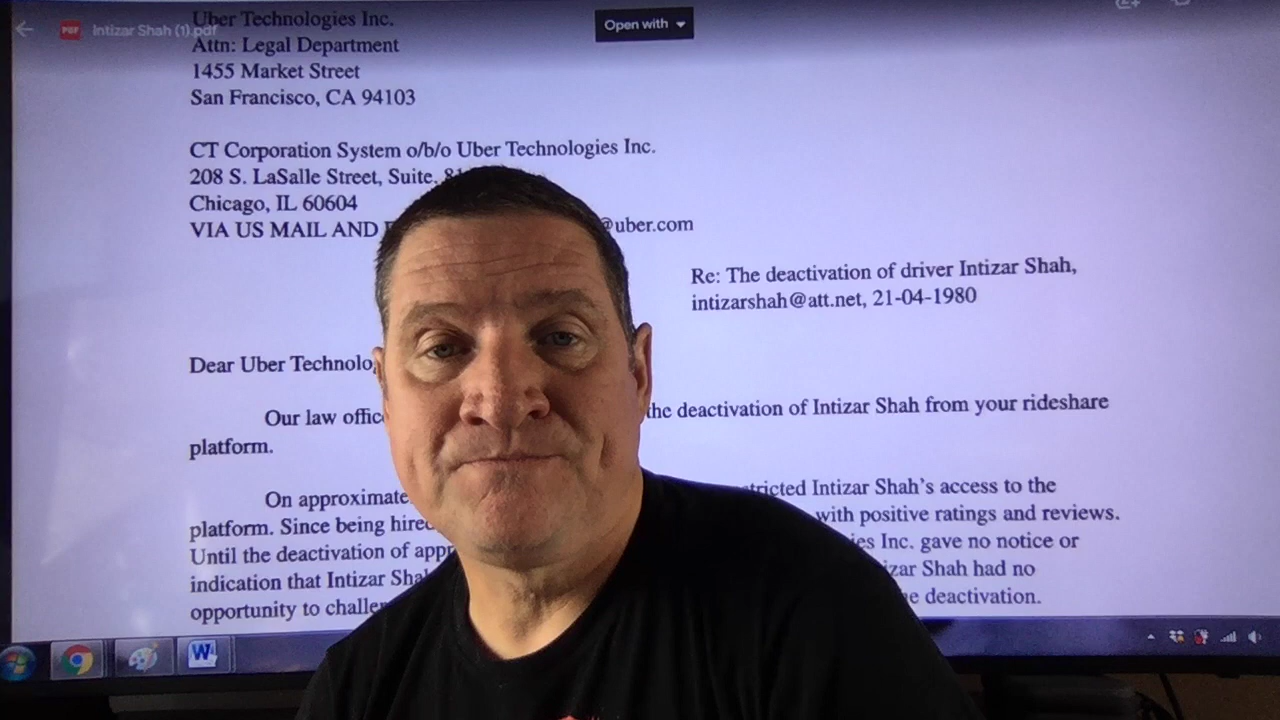 Intizar Shah (1).pdf
Open with
Uber Technologies Inc.
Attn: Legal Department
1455 Market Street
San Francisco, CA 94103
CT Corporation System o/b/o Uber Technologies Inc.
208 S. LaSalle Street, Suite.
Chicago, IL 60604
VIA US MAIL AND @uber.com
Re: The deactivation of driver Intizar Shah,
intizarshah@att.net, 21-04-1980
Dear Uber
Our law the deactivation of Intizar Shah from your rideshare
platform.
On Intizar Shah's access to the
platform. Since being with positive ratings and reviews.
Until the deactivation of Inc. gave no notice or
indication that Intizar Shah had no
opportunity to deactivation.